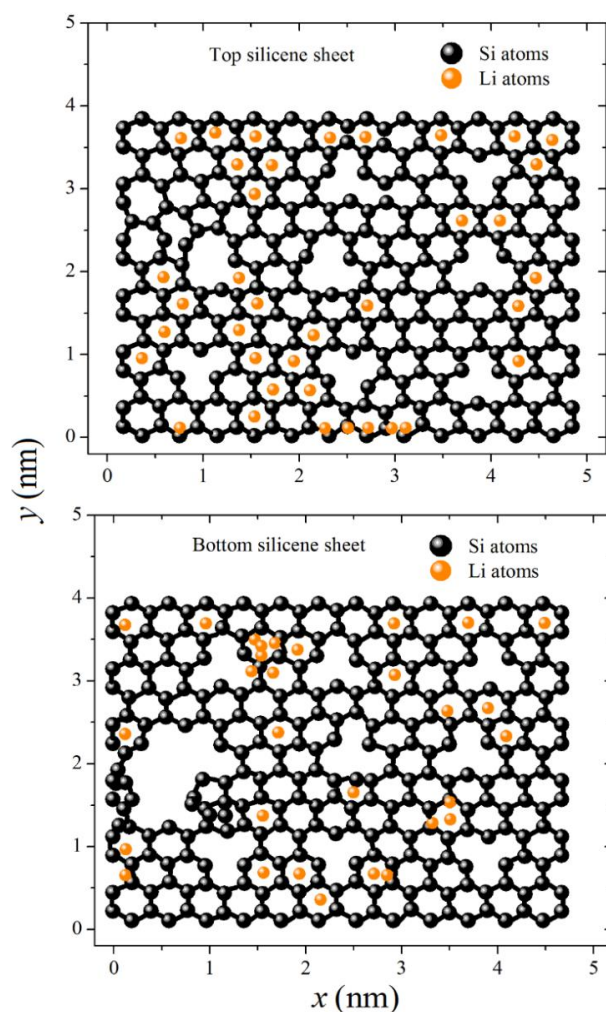 5
Top silicene sheet
Si atoms
Li atoms
4
3
2
1
0
0 1 2 3 4 5
y (nm)
5
Bottom silicene sheet
Si atoms
Li atoms
4
3
2
1
0
0 1 2 3 4 5
x (nm)